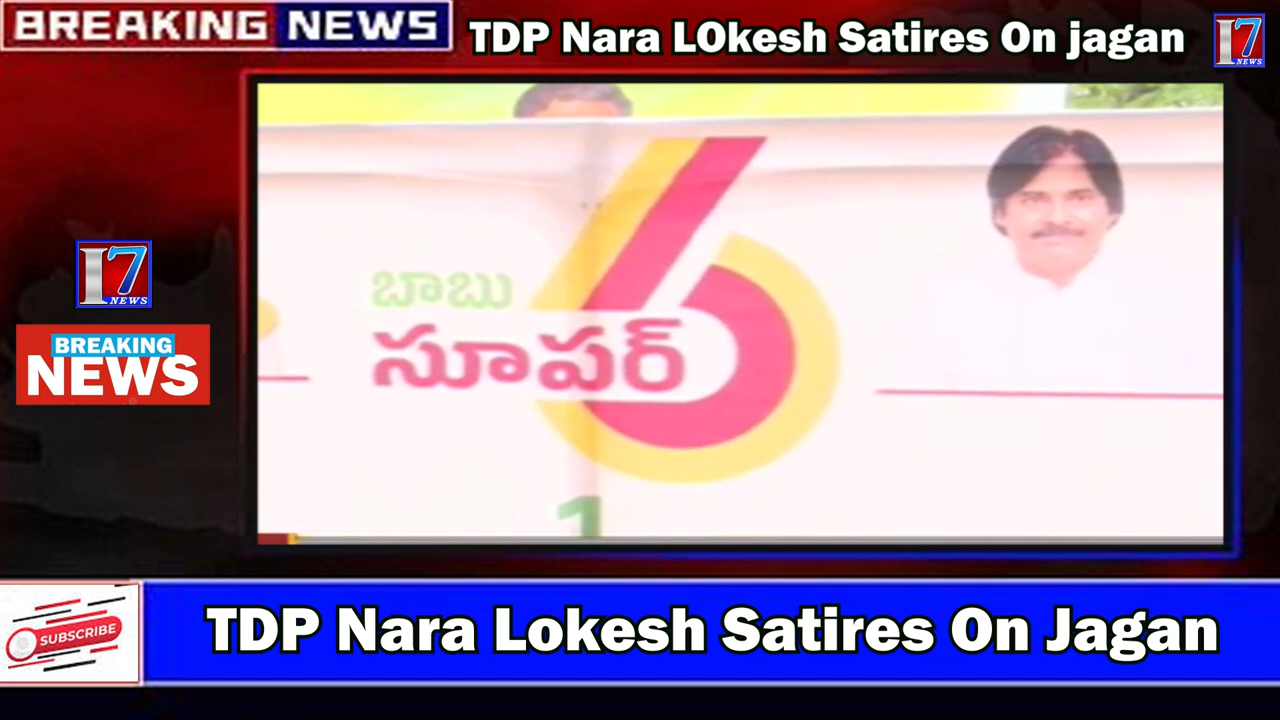 BREAKING NEWS
TDP Nara LOkesh Satires On jagan
I7
NEWS
బాబు
సూపర్ 6
I7
NEWS
BREAKING
NEWS
1
SUBSCRIBE
TDP Nara Lokesh Satires On Jagan